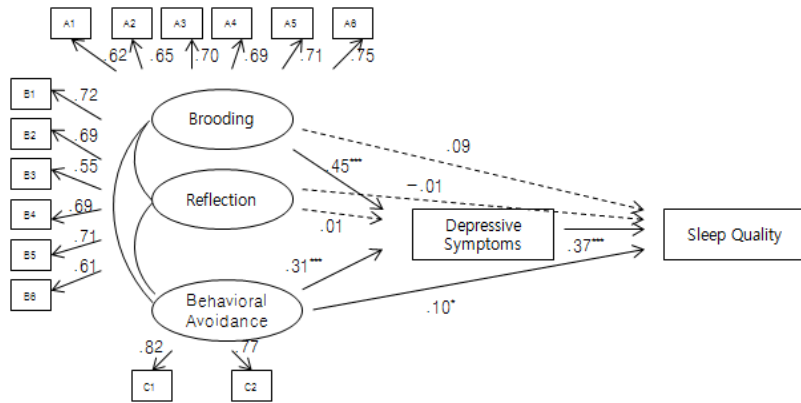 A1
A2
A3
A4
A5
A6
.62
.65
.70
.69
.71
.75
B1
B2
B3
B4
B5
B6
.72
.69
.55
.69
.71
.61
Brooding
Reflection
Behavioral
Avoidance
.45***
.01
.31***
.09
-.01
.10*
Depressive
Symptoms
.37***
Sleep Quality
.82
.77
C1
C2